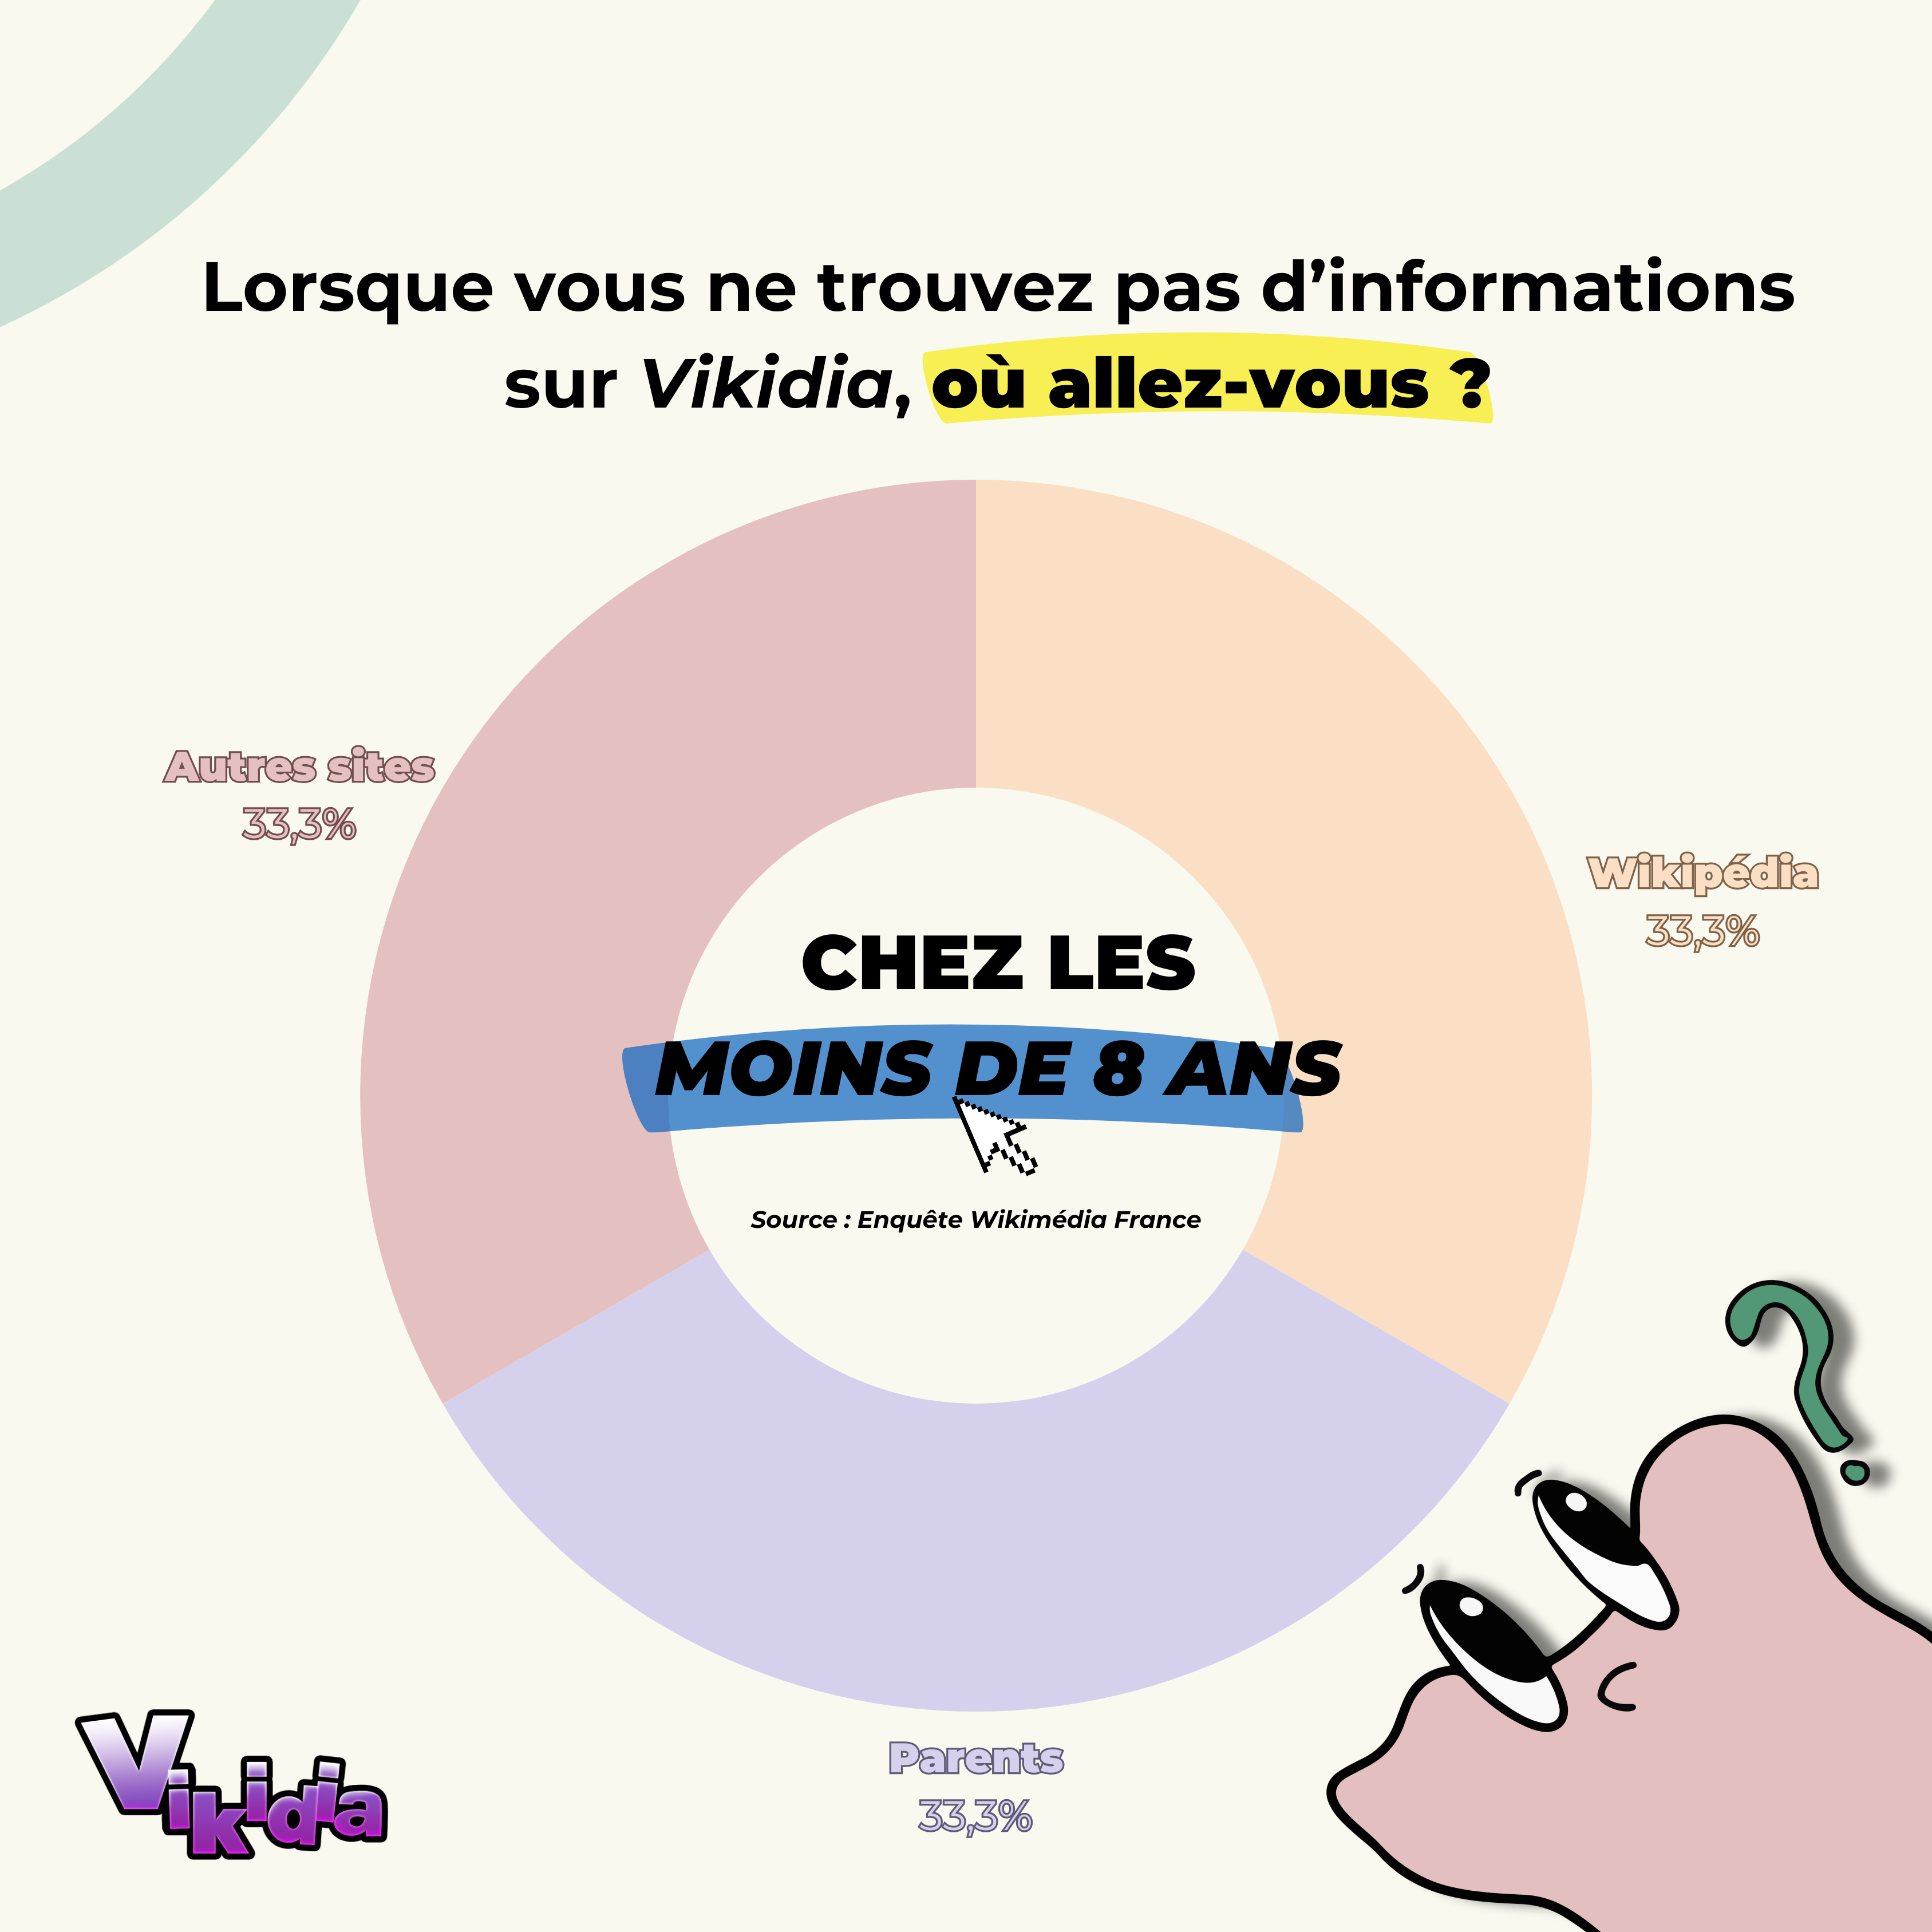 Lorsque vous ne trouvez pas d’informations
sur Vikidia, où allez-vous ?
Autres sites
33,3%
Wikipédia
33,3%
CHEZ LES
MOINS DE 8 ANS
Source : Enquête Wikimédia France
?
Parents
33,3%
Vikidia